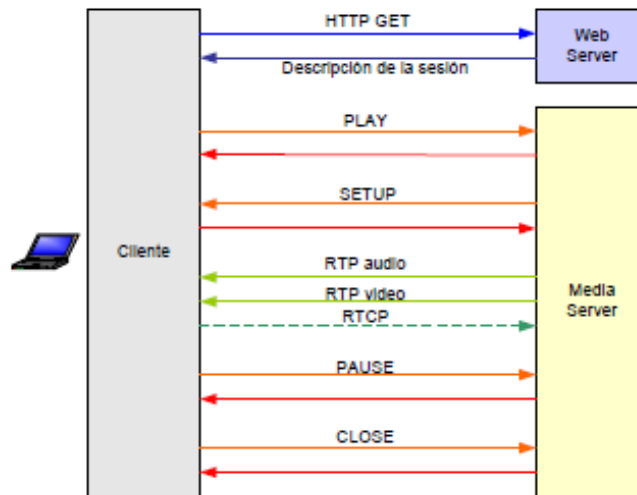 HTTP GET
Web
Server
Descripción de la sesión
PLAY
SETUP
Cliente
RTP audio
RTP video
RTCP
Media
Server
PAUSE
CLOSE